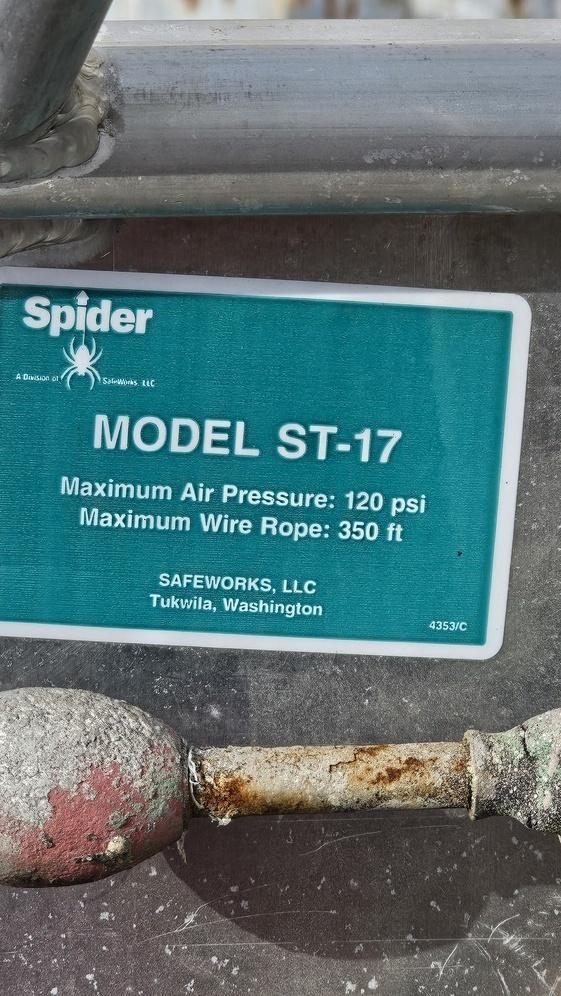 Spider
A Division of SafeWorks, LLC
MODEL ST-17
Maximum Air Pressure: 120 psi
Maximum Wire Rope: 350 ft
SAFEWORKS, LLC
Tukwila, Washington
4353/C